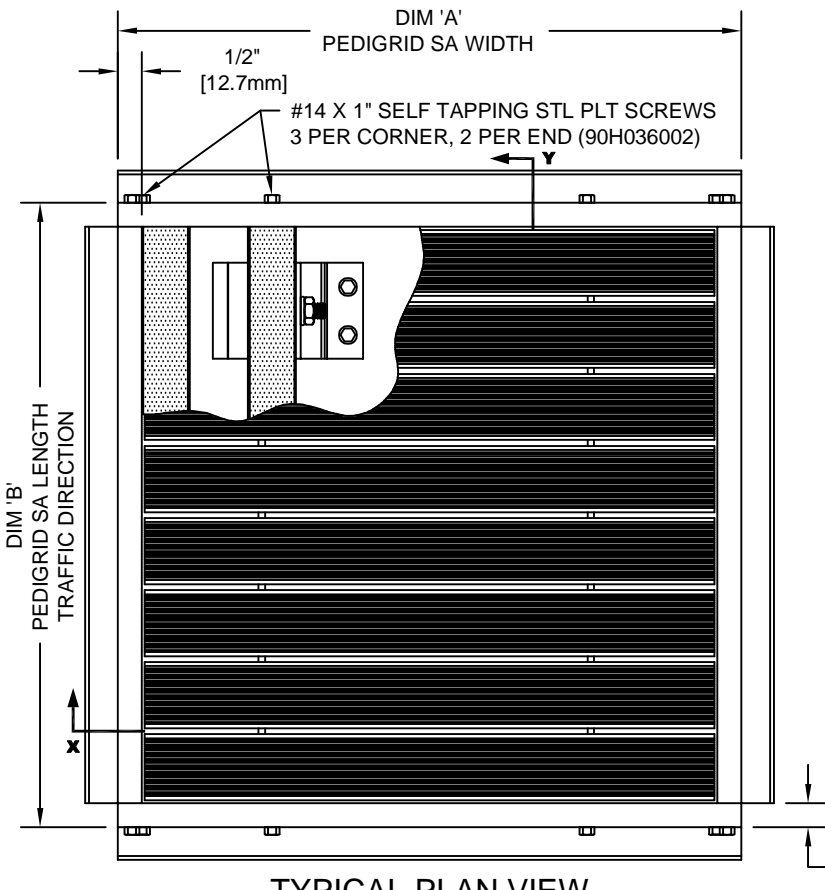 DIM 'A'
PEDIGRID SA WIDTH
1/2"
[12.7mm]
#14 X 1" SELF TAPPING STL PLT SCREWS
3 PER CORNER, 2 PER END (90H036002)
Y
DIM 'B'
PEDIGRID SA LENGTH
TRAFFIC DIRECTION
X
TYPICAL PLAN VIEW